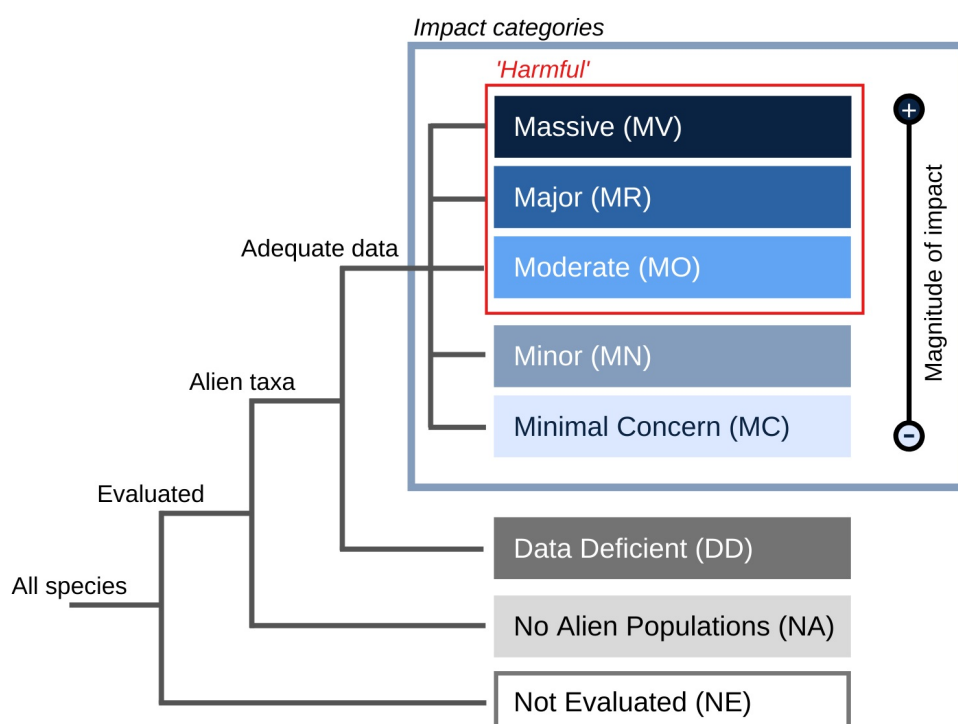 Impact categories
'Harmful'
Massive (MV)
Major (MR)
Moderate (MO)
Minor (MN)
Minimal Concern (MC)
+
Magnitude of impact
-
Adequate data
Alien taxa
Evaluated
All species
Data Deficient (DD)
No Alien Populations (NA)
Not Evaluated (NE)